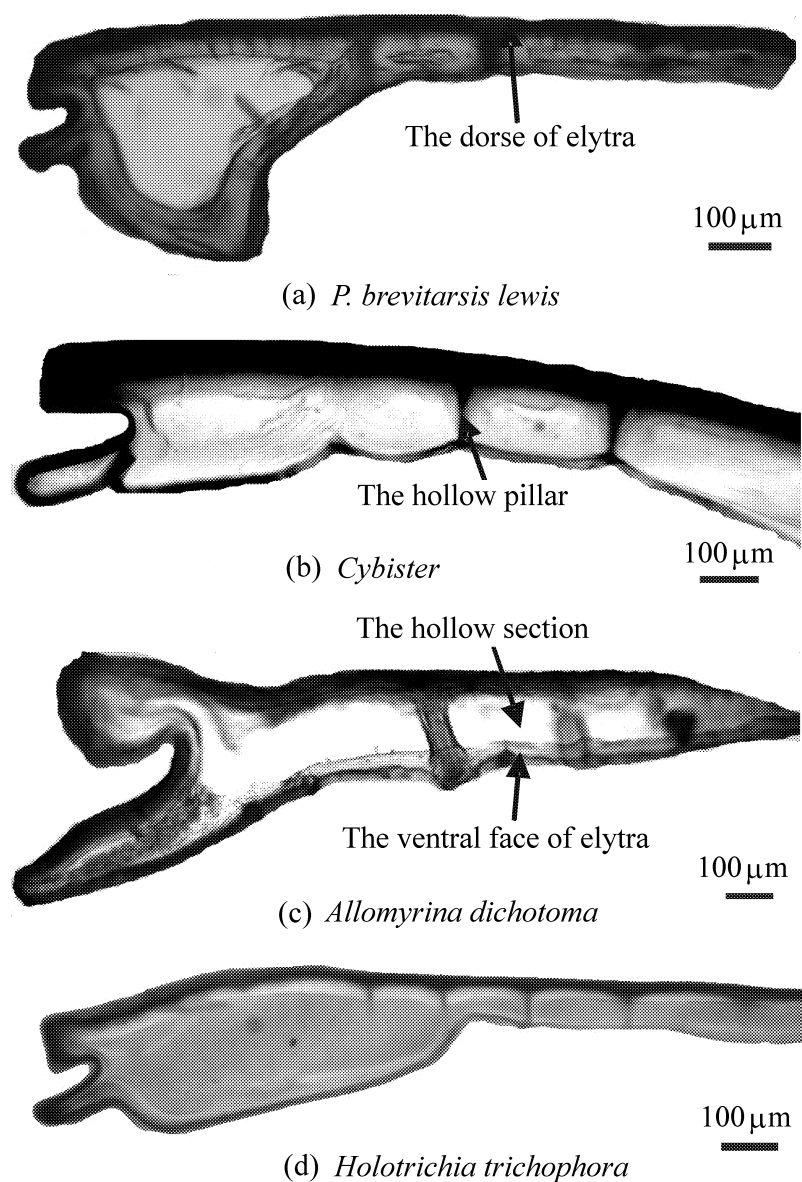 The dorse of elytra
100 μm
(a) P. brevitarsis lewis
The hollow pillar
100 μm
(b) Cybister
The hollow section
The ventral face of elytra
100 μm
(c) Allomyrina dichotoma
100 μm
(d) Holotrichia trichophora